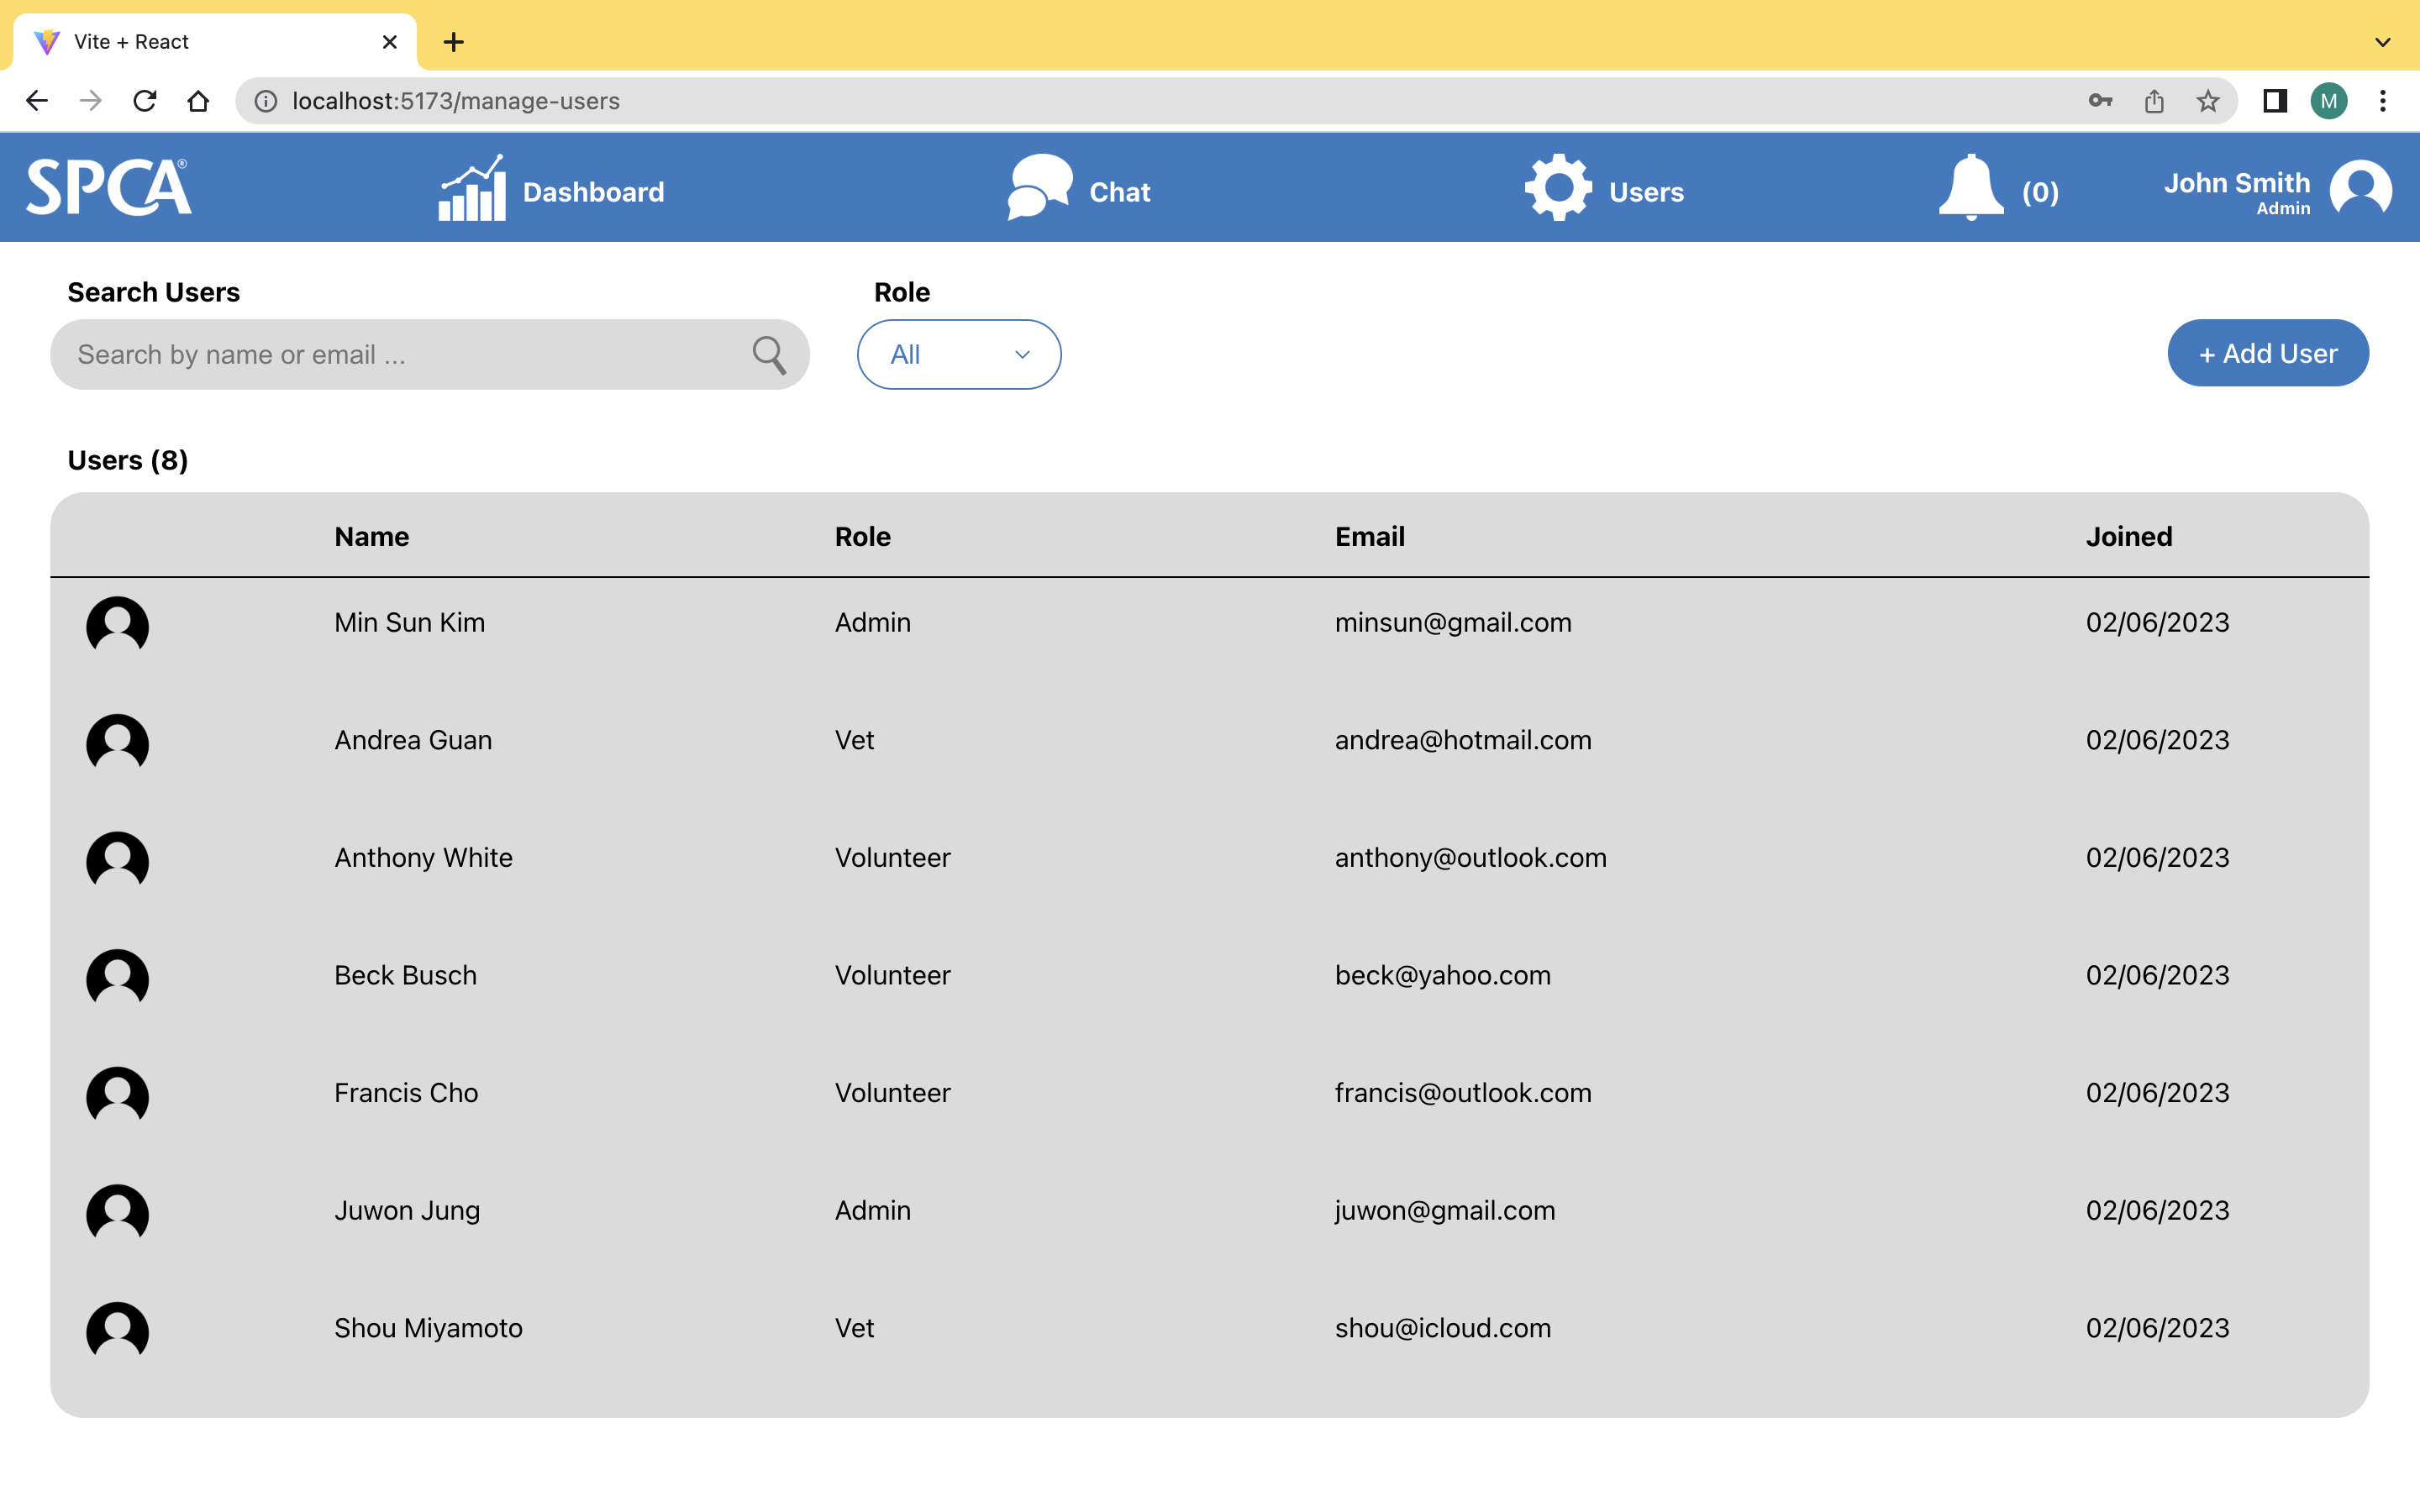 Vite + React
localhost:5173/manage-users
M
SPCA®
Dashboard
Chat
Users
(0)
John Smith
Admin
Search Users
Role
Search by name or email ...
All
+ Add User
Users (8)
Name Role Email Joined
Min Sun Kim Admin minsun@gmail.com 02/06/2023
Andrea Guan Vet andrea@hotmail.com 02/06/2023
Anthony White Volunteer anthony@outlook.com 02/06/2023
Beck Busch Volunteer beck@yahoo.com 02/06/2023
Francis Cho Volunteer francis@outlook.com 02/06/2023
Juwon Jung Admin juwon@gmail.com 02/06/2023
Shou Miyamoto Vet shou@icloud.com 02/06/2023